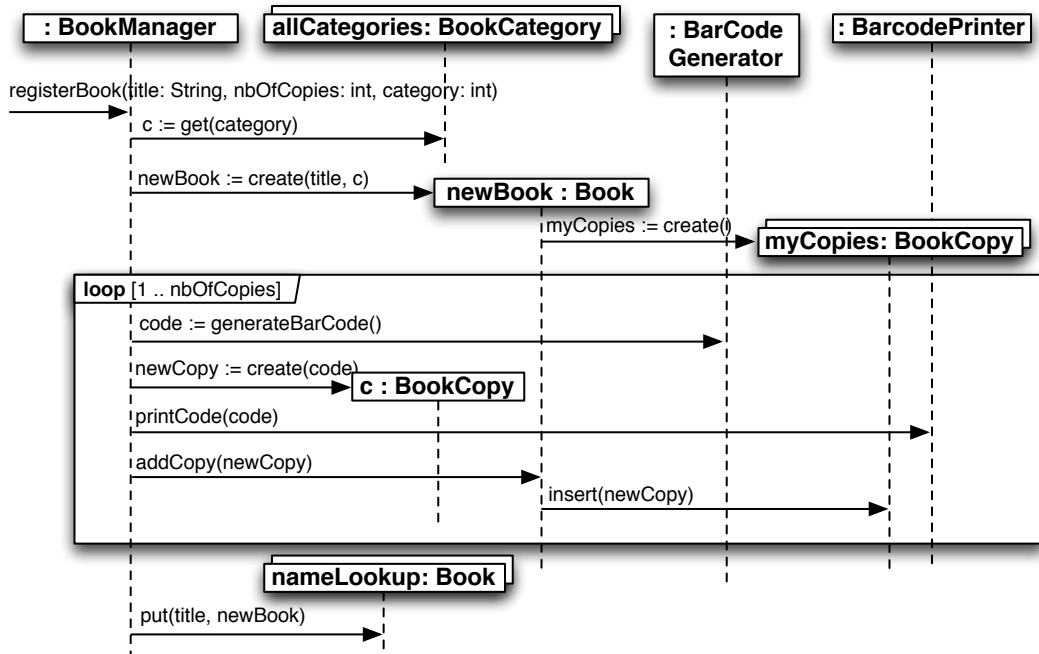 : BookManager
allCategories: BookCategory
: BarCode
Generator
: BarcodePrinter
registerBook(title: String, nbOfCopies: int, category: int)
c := get(category)
newBook := create(title, c)
newBook : Book
myCopies := create()
myCopies: BookCopy
loop [1 .. nbOfCopies]
code := generateBarCode()
newCopy := create(code)
c : BookCopy
printCode(code)
addCopy(newCopy)
insert(newCopy)
nameLookup: Book
put(title, newBook)